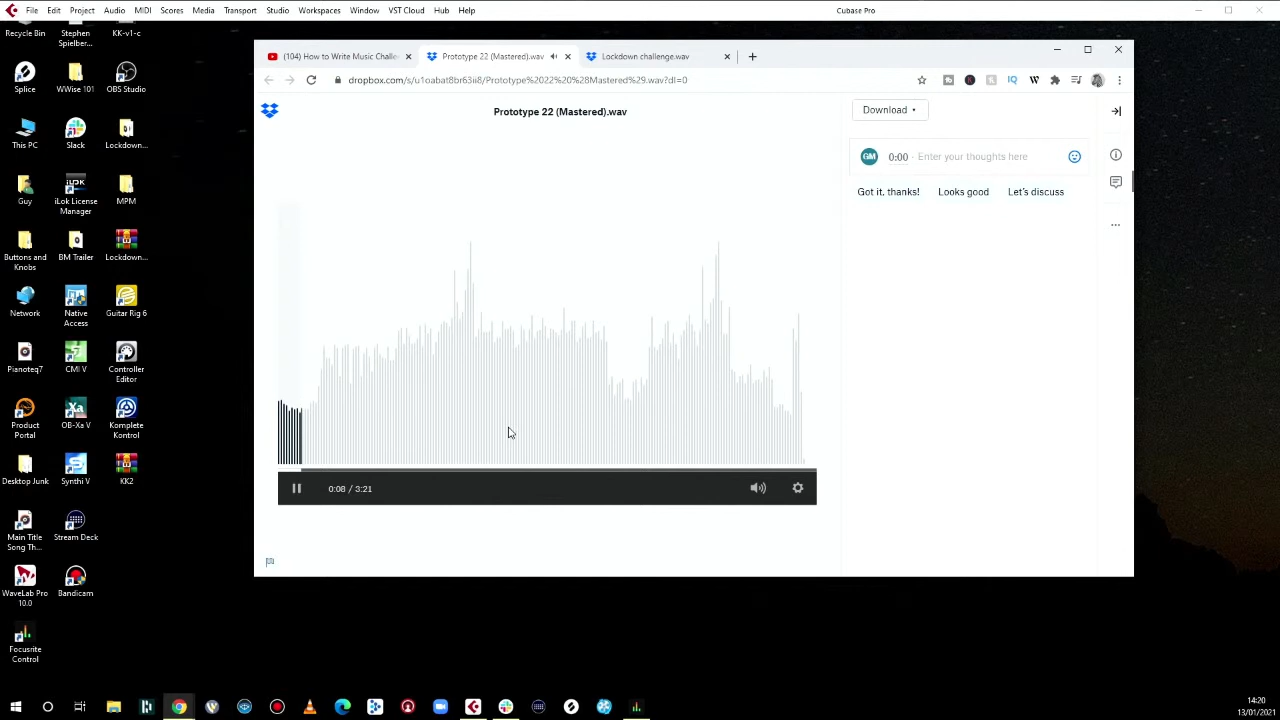 File Edit Project Audio MIDI Scores Media Transport Studio Workspaces Window VST Cloud Hub Help Cubase Pro
Recycle Bin
Stephen Spielber...
KK-v1-c
Splice
WWise 101
OBS Studio
This PC
Slack
Lockdown...
Guy
iLok License Manager
MPM
Buttons and Knobs
BM Trailer
Lockdown...
Network
Native Access
Guitar Rig 6
Pianoteq7
CMI V
Controller Editor
Product Portal
OB-Xa V
Komplete Kontrol
Desktop Junk
Synthi V
KK2
Main Title Song Th...
Stream Deck
WaveLab Pro 10.0
Bandicam
Focusrite Control
(104) How to Write Music Challe
Prototype 22 (Mastered).wav
Lockdown challenge.wav
dropbox.com/s/u1oabat8br63ii8/Prototype%2022%20%28Mastered%29.wav?dl=0
Prototype 22 (Mastered).wav
Download
GM 0:00 Enter your thoughts here
Got it, thanks! Looks good Let's discuss
0:08 / 3:21
14:20
13/01/2021